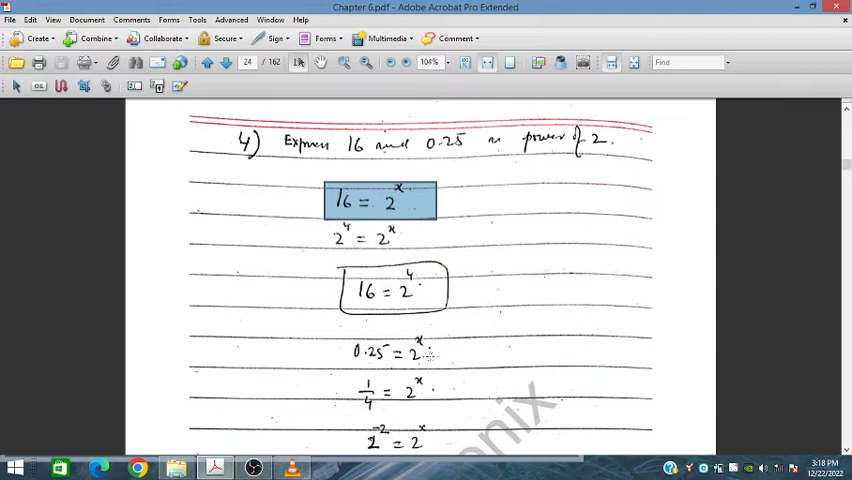 Chapter 6.pdf - Adobe Acrobat Pro Extended
File Edit View Document Comments Forms Tools Advanced Window Help
Create Combine Collaborate Secure Sign Forms Multimedia Comment
24 / 162 104% Find
4) Express 16 and 0.25 as power of 2.
16 = 2^x
2^4 = 2^x
16 = 2^4.
0.25 = 2^x
1/4 = 2^x.
2^-2 = 2^x
3:18 PM
12/22/2022